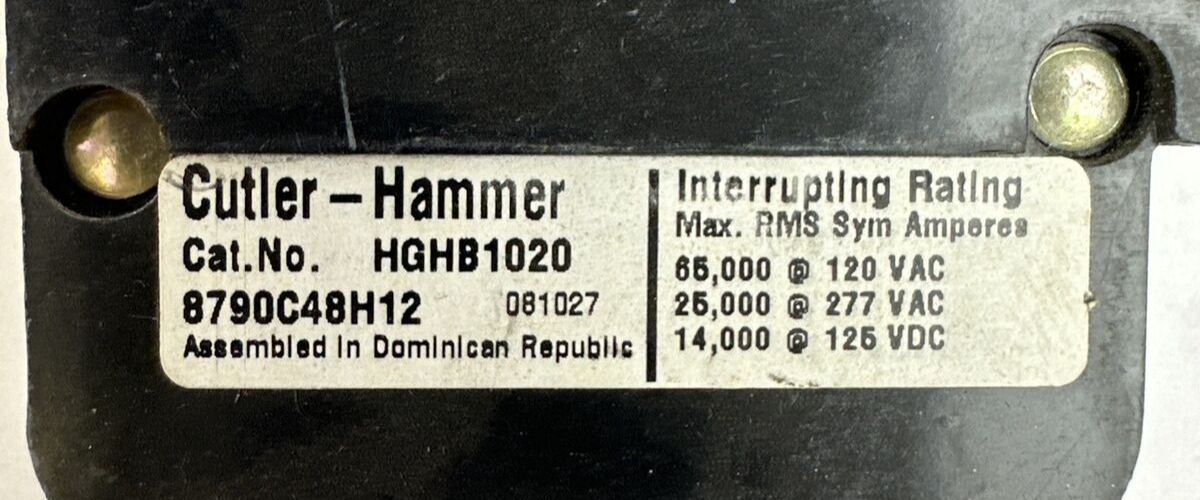 Cutler-Hammer
Cat.No. HGHB1020
8790C48H12 081027
Assembled in Dominican Republic
Interrupting Rating
Max. RMS Sym Amperes
65,000 @ 120 VAC
25,000 @ 277 VAC
14,000 @ 125 VDC